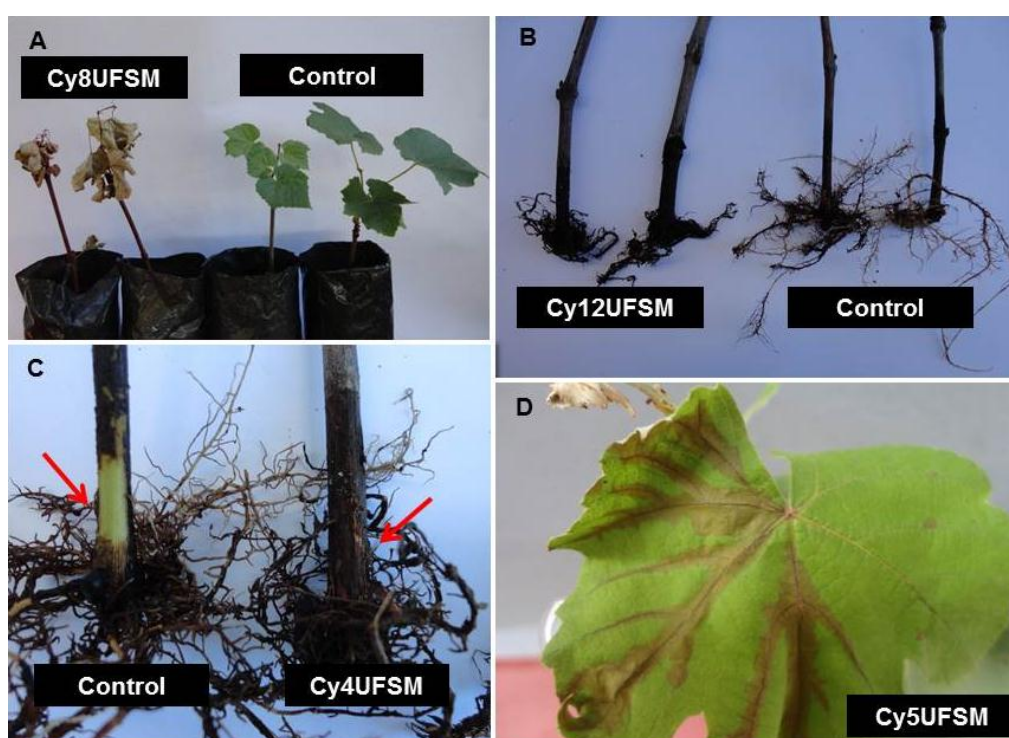 A
Cy8UFSM
Control
B
Cy12UFSM
Control
C
Control
Cy4UFSM
D
Cy5UFSM